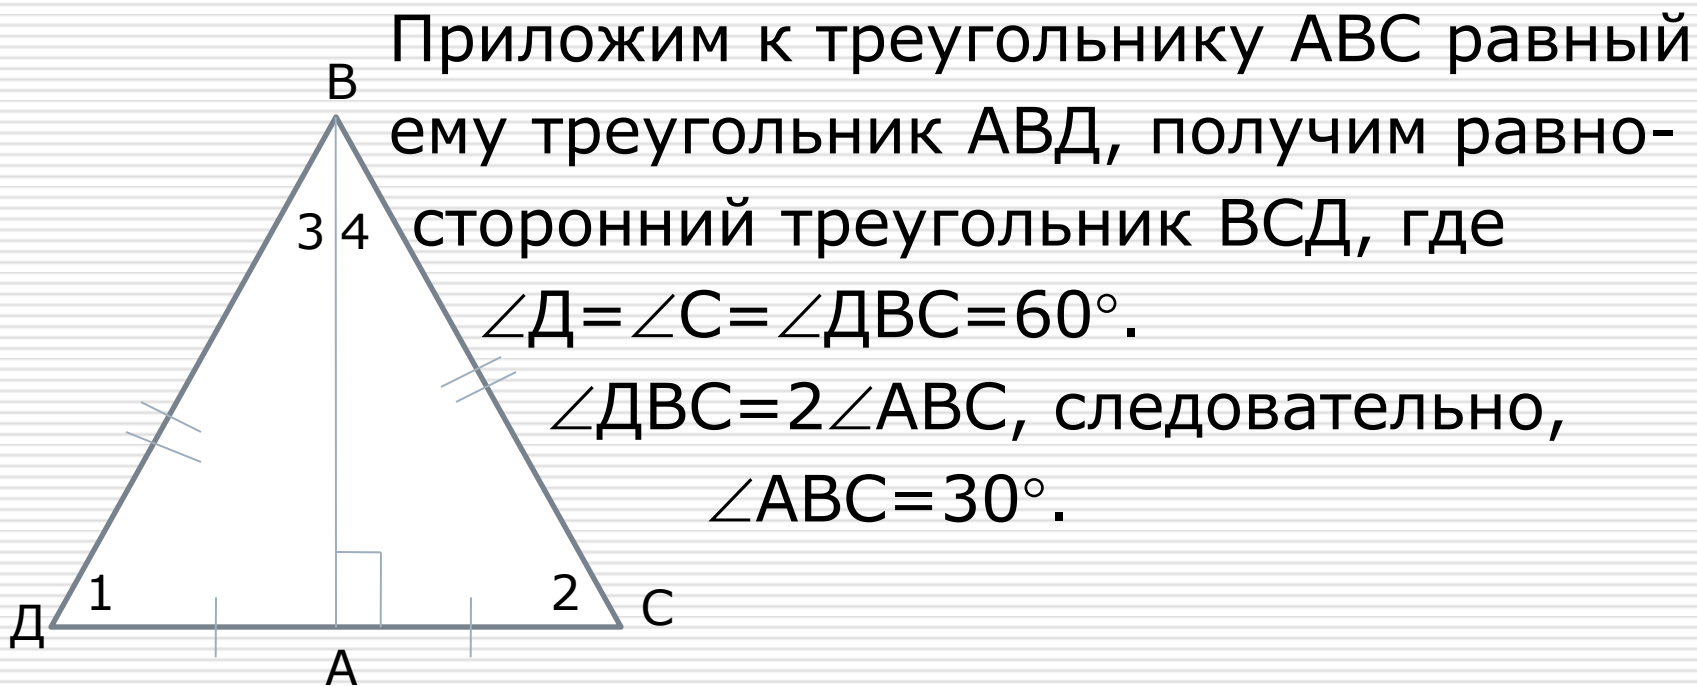 Приложим к треугольнику АВС равный
В
ему треугольник АВД, получим равно-
3 4
сторонний треугольник ВСД, где
∠Д=∠С=∠ДВС=60°.
∠ДВС=2∠АВС, следовательно,
∠АВС=30°.
1 2
Д С
А